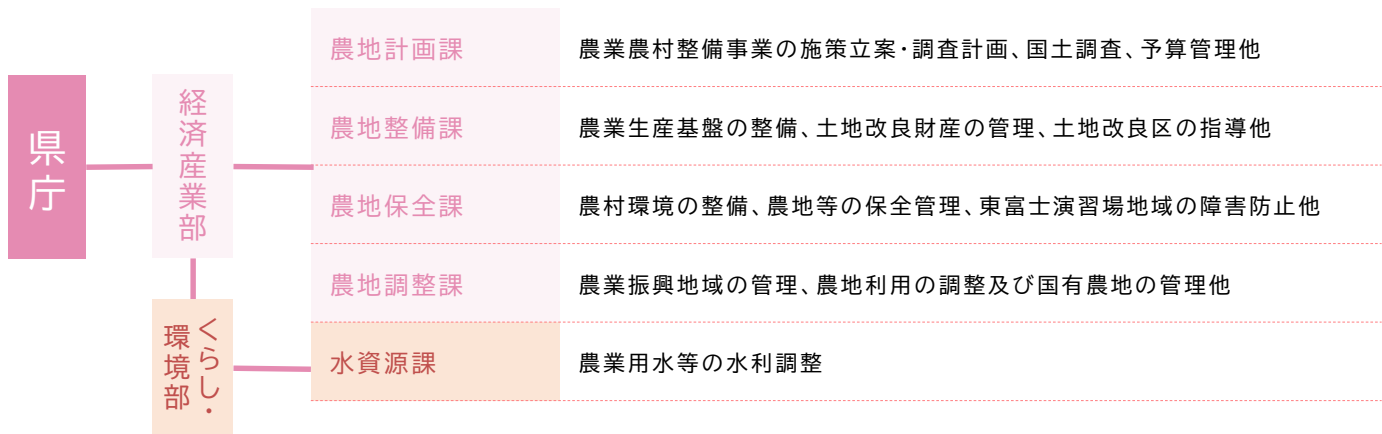 県庁
経済産業部
農地計画課
農業農村整備事業の施策立案・調査計画、国土調査、予算管理他
農地整備課
農業生産基盤の整備、土地改良財産の管理、土地改良区の指導他
農地保全課
農村環境の整備、農地等の保全管理、東富士演習場地域の障害防止他
農地調整課
農業振興地域の管理、農地利用の調整及び国有農地の管理他
くらし・
環境部
水資源課
農業用水等の水利調整